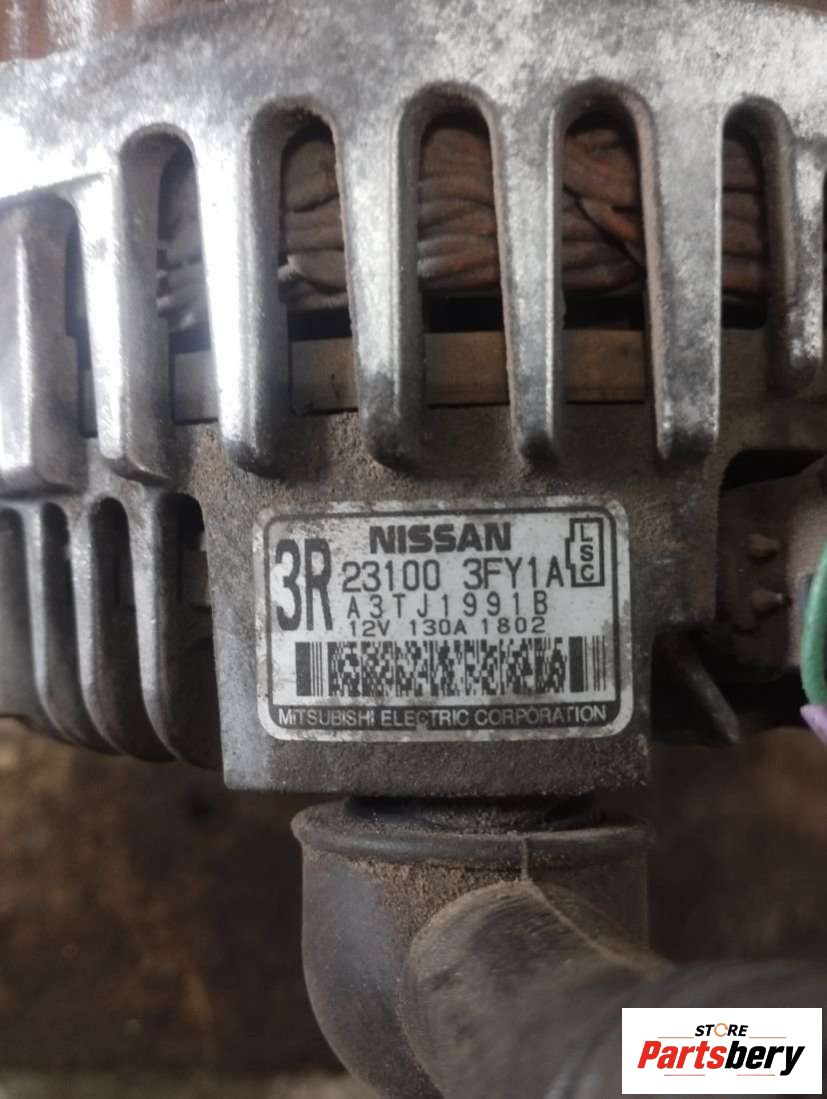 NISSAN
3R 23100 3FY1A LSC
A3TJ1991B
12V 130A 1802
MITSUBISHI ELECTRIC CORPORATION
STORE
Partsbery